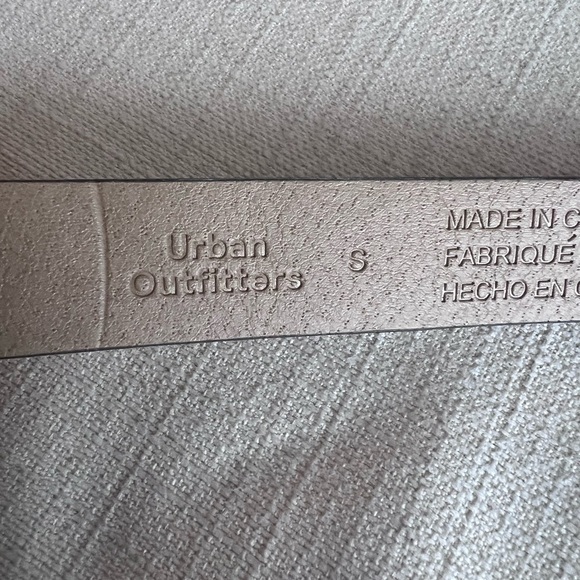 Urban
Outfitters
S
MADE IN C
FABRIQUÉ
HECHO EN C